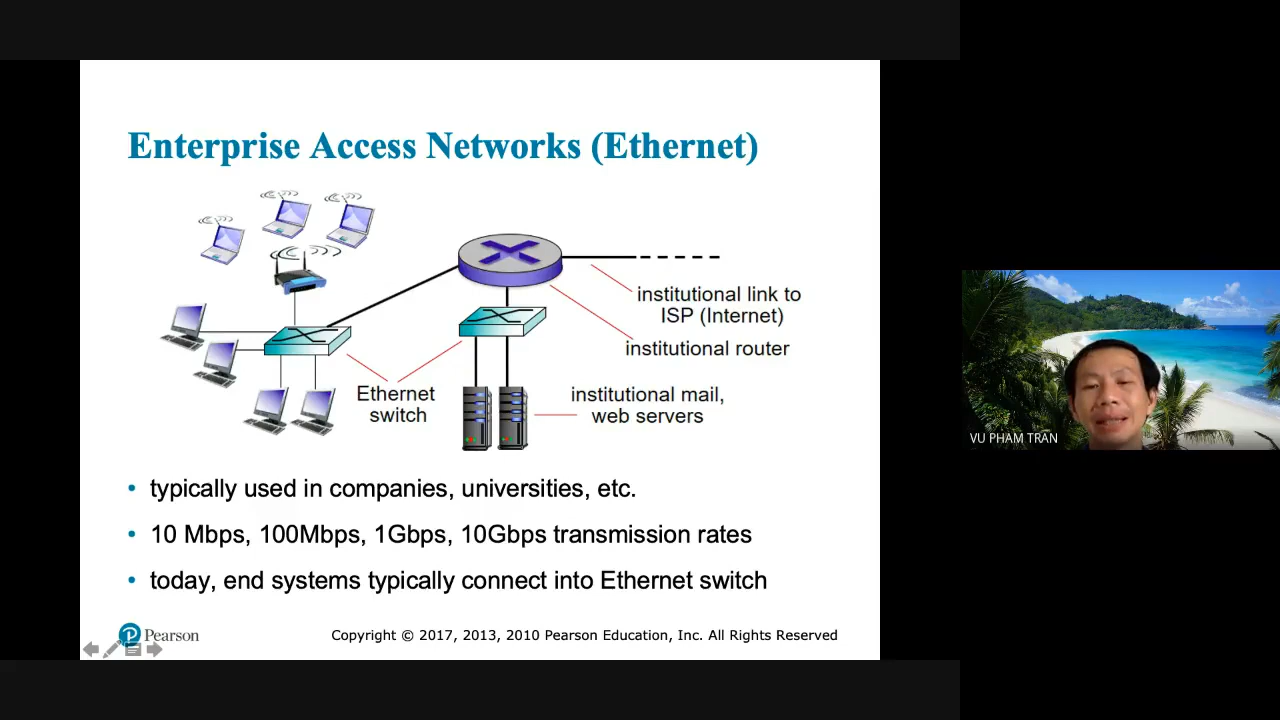 Enterprise Access Networks (Ethernet)
institutional link to
ISP (Internet)
institutional router
Ethernet
switch
institutional mail,
web servers
• typically used in companies, universities, etc.
• 10 Mbps, 100Mbps, 1Gbps, 10Gbps transmission rates
• today, end systems typically connect into Ethernet switch
Pearson
Copyright © 2017, 2013, 2010 Pearson Education, Inc. All Rights Reserved
VU PHAM TRAN